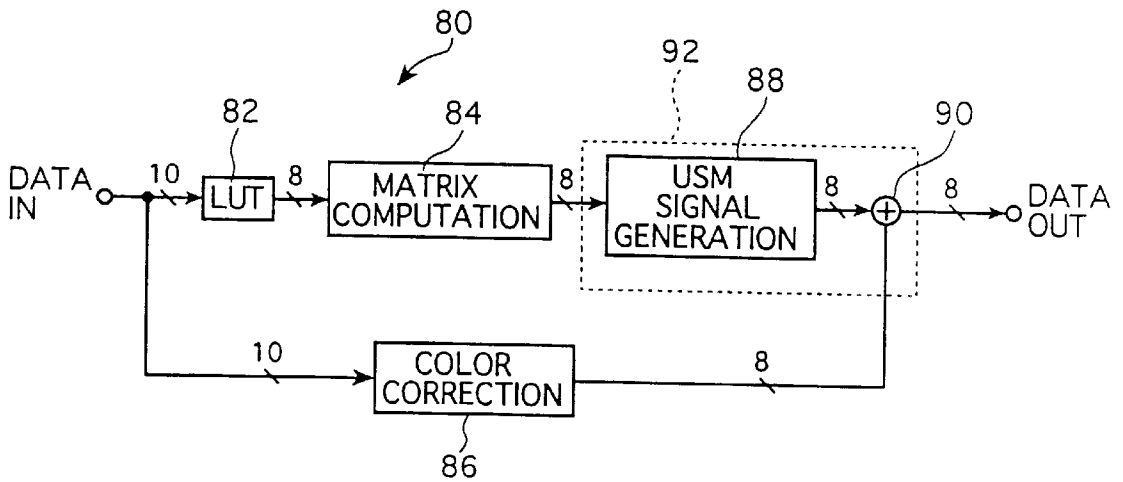 80
92
82
84
88
90
DATA
IN
10
LUT
8
MATRIX
COMPUTATION
8
USM
SIGNAL
GENERATION
8
8
DATA
OUT
10
COLOR
CORRECTION
8
86